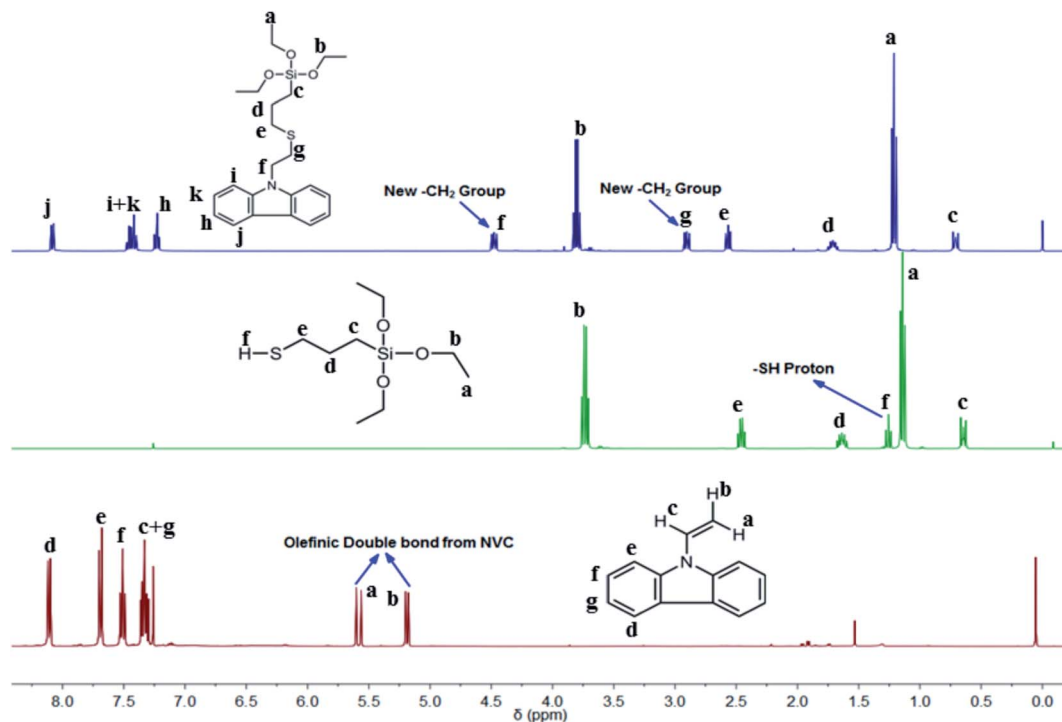 a
b
O
O
Si
O
O
c
d
e
S
g
f
N
i
k
h
j
j
i+k
h
New -CH₂ Group
f
b
New -CH₂ Group
g
e
d
a
c
f
H
S
e
d
c
Si
O
O
O
b
a
b
e
d
-SH Proton
f
a
c
d
e
f
c+g
Olefinic Double bond from NVC
a
b
H
b
c
H
H
a
N
e
f
g
d
8.0 7.5 7.0 6.5 6.0 5.5 5.0 4.5 4.0 3.5 3.0 2.5 2.0 1.5 1.0 0.5 0.0
δ (ppm)